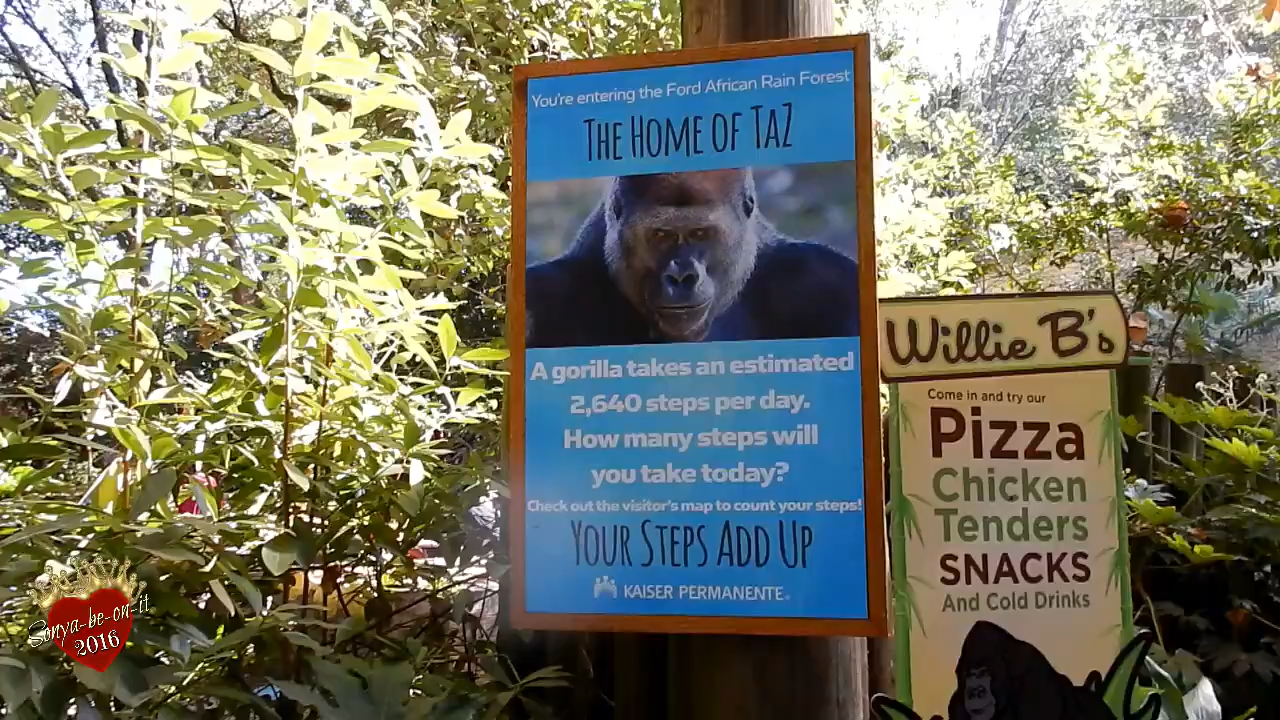 You're entering the Ford African Rain Forest
THE HOME OF TAZ
A gorilla takes an estimated
2,640 steps per day.
How many steps will
you take today?
Check out the visitor's map to count your steps!
YOUR STEPS ADD UP
KAISER PERMANENTE.
Willie B's
Come in and try our
Pizza
Chicken
Tenders
SNACKS
And Cold Drinks
Sonya-be-on-it
2016